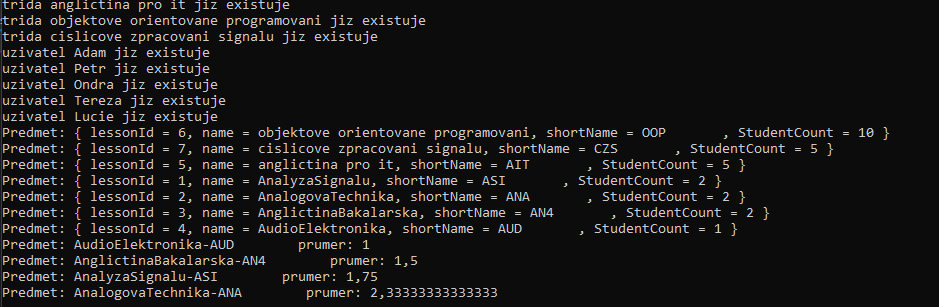 trida anglictina pro it jiz existuje
trida objektove orientovane programovani jiz existuje
trida cislicove zpracovani signalu jiz existuje
uzivatel Adam jiz existuje
uzivatel Petr jiz existuje
uzivatel Ondra jiz existuje
uzivatel Tereza jiz existuje
uzivatel Lucie jiz existuje
Predmet: { lessonId = 6, name = objektove orientovane programovani, shortName = OOP       , StudentCount = 10 }
Predmet: { lessonId = 7, name = cislicove zpracovani signalu, shortName = CZS       , StudentCount = 5 }
Predmet: { lessonId = 5, name = anglictina pro it, shortName = AIT       , StudentCount = 5 }
Predmet: { lessonId = 1, name = AnalyzaSignalu, shortName = ASI       , StudentCount = 2 }
Predmet: { lessonId = 2, name = AnalogovaTechnika, shortName = ANA       , StudentCount = 2 }
Predmet: { lessonId = 3, name = AnglictinaBakalarska, shortName = AN4       , StudentCount = 2 }
Predmet: { lessonId = 4, name = AudioElektronika, shortName = AUD       , StudentCount = 1 }
Predmet: AudioElektronika-AUD        prumer: 1
Predmet: AnglictinaBakalarska-AN4        prumer: 1,5
Predmet: AnalyzaSignalu-ASI        prumer: 1,75
Predmet: AnalogovaTechnika-ANA        prumer: 2,33333333333333